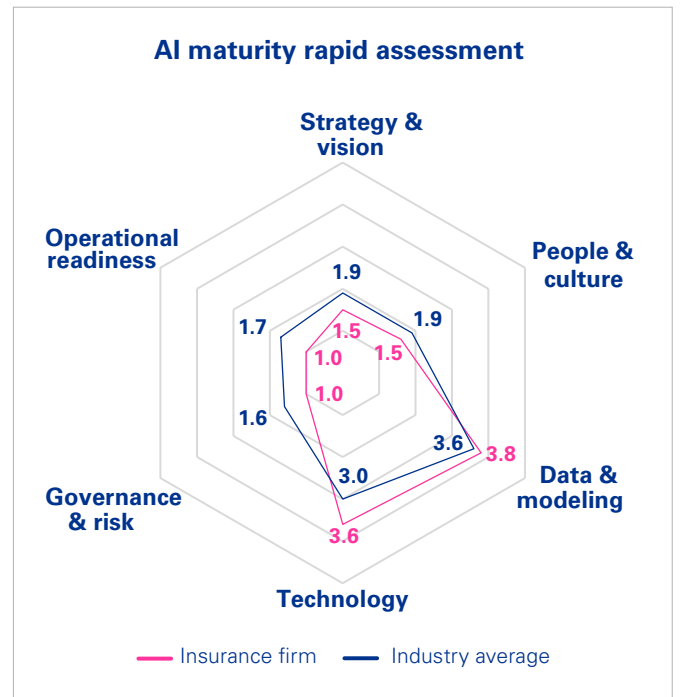 AI maturity rapid assessment
Strategy &
vision
Operational
readiness
People &
culture
1.9
1.9
1.7
1.5
1.5
1.0
1.0
1.6
3.6
3.8
3.0
3.6
Data &
modeling
Governance
& risk
Technology
Insurance firm
Industry average